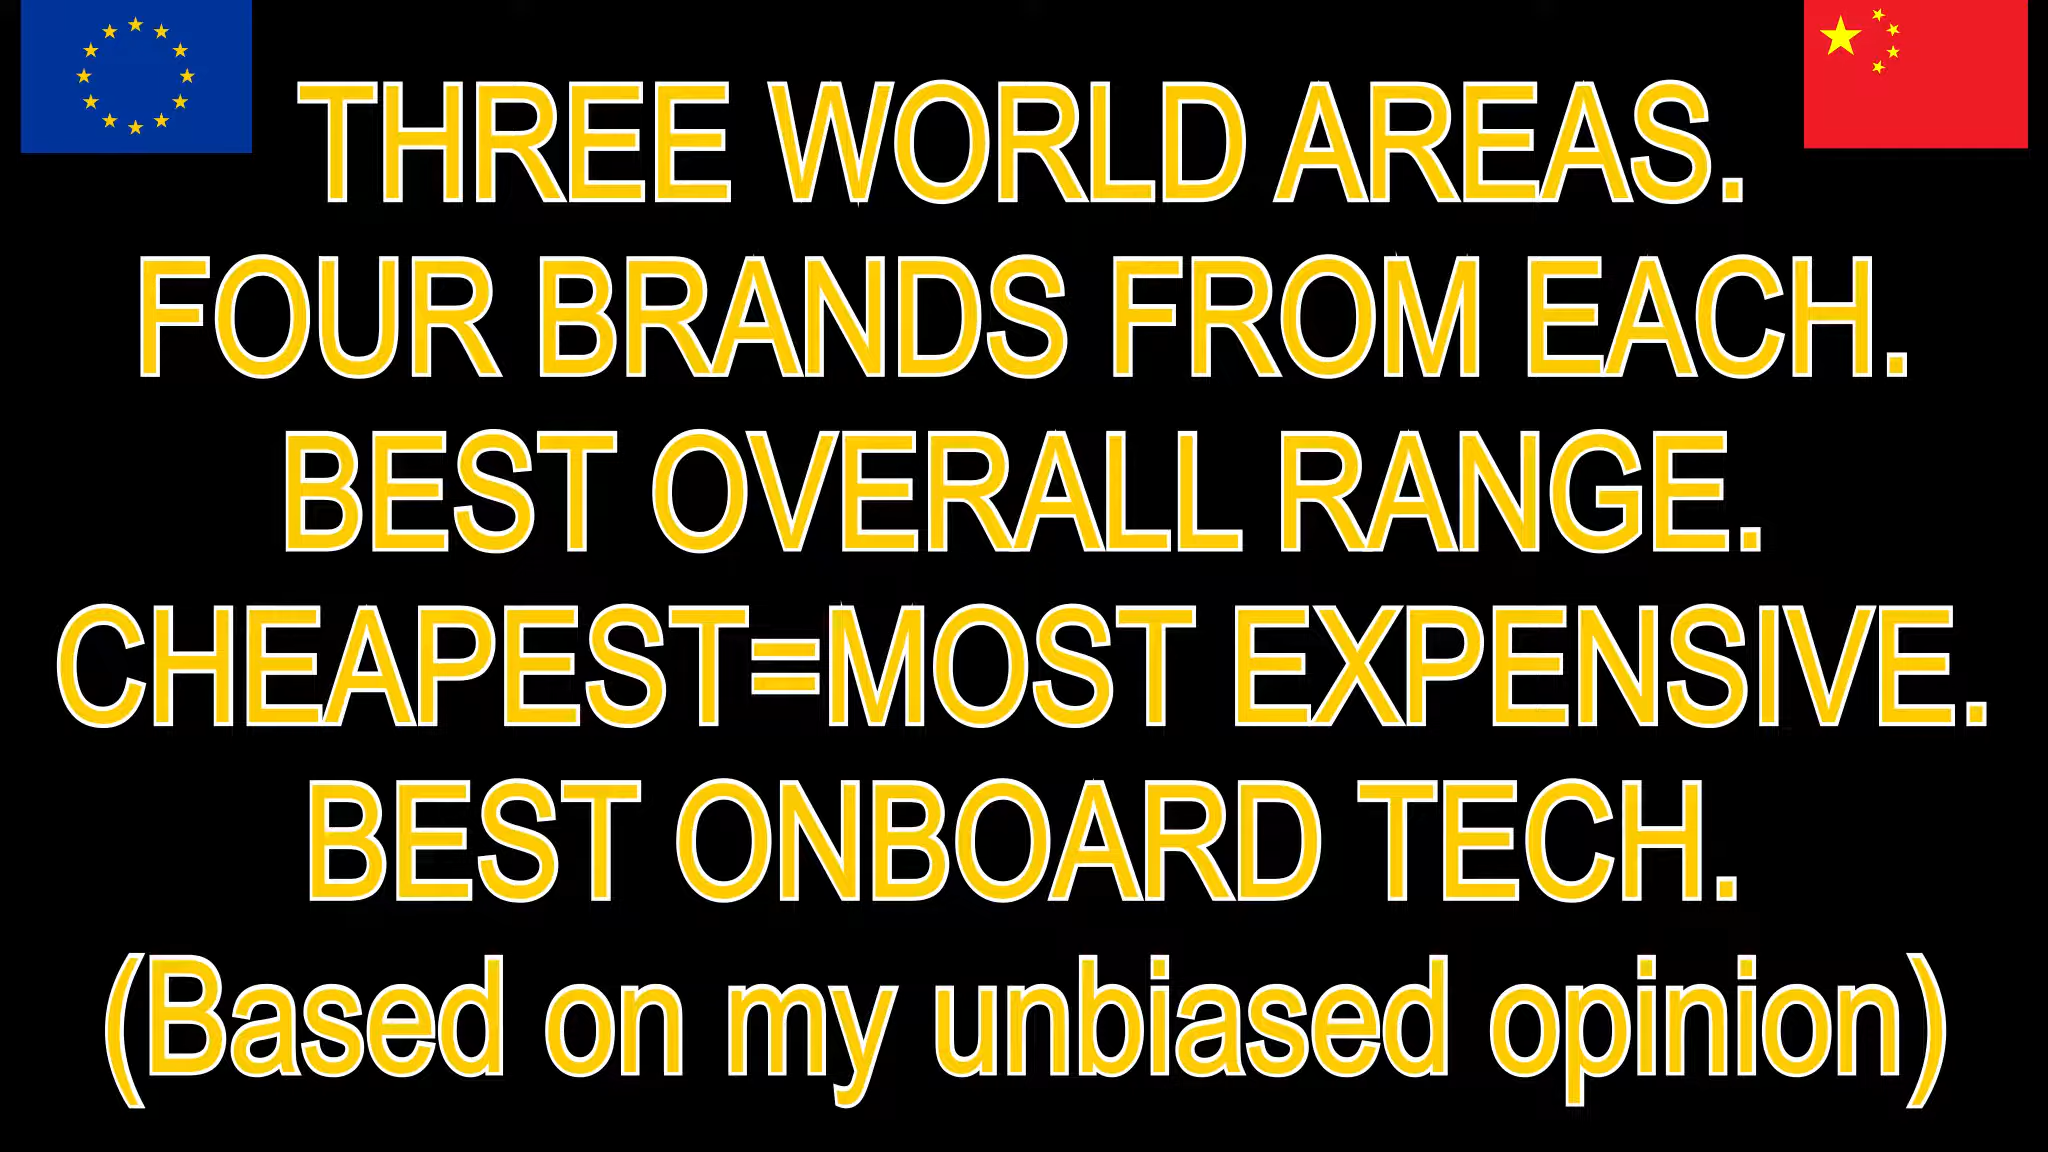 THREE WORLD AREAS.
FOUR BRANDS FROM EACH.
BEST OVERALL RANGE.
CHEAPEST=MOST EXPENSIVE.
BEST ONBOARD TECH.
(Based on my unbiased opinion)